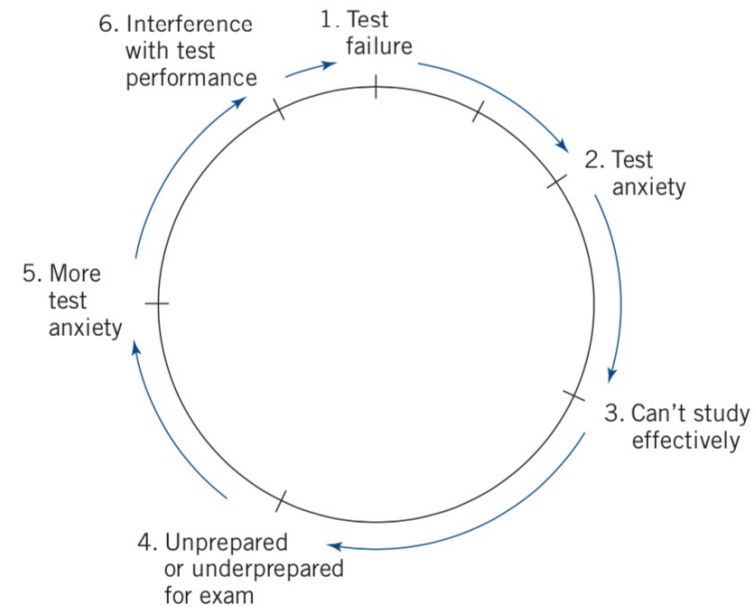 1. Test
failure
2. Test
anxiety
3. Can’t study
effectively
4. Unprepared
or underprepared
for exam
5. More
test
anxiety
6. Interference
with test
performance